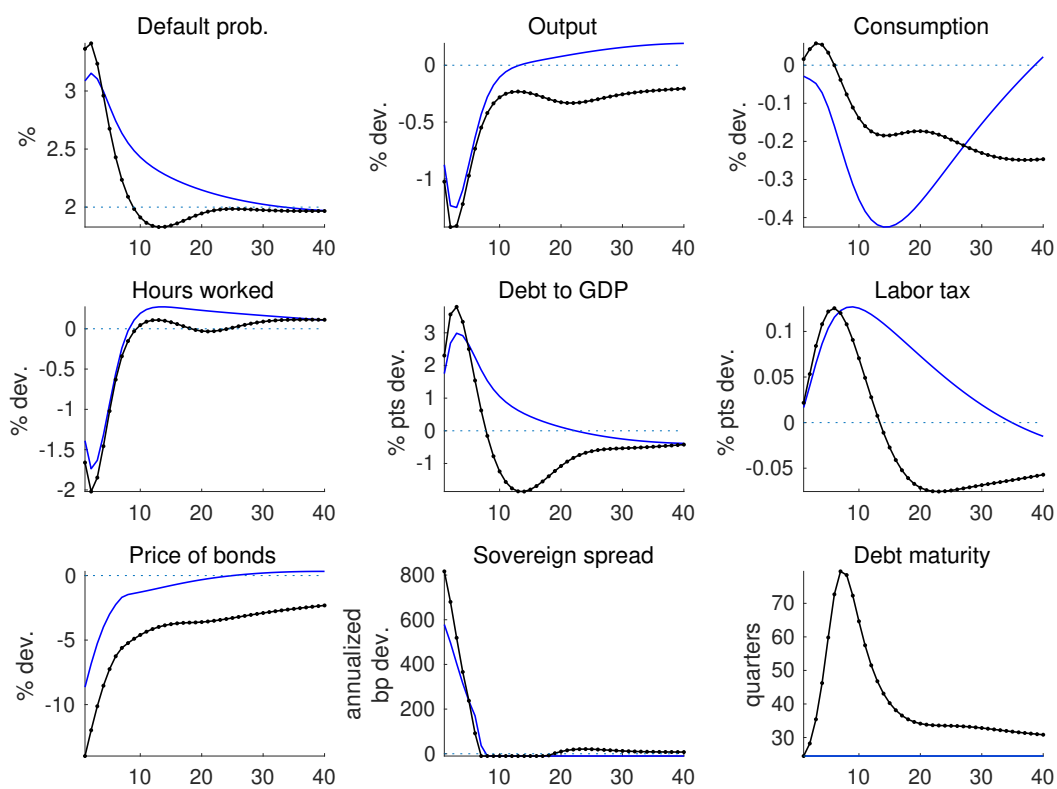 Default prob.
%
3
2.5
2
10 20 30 40
Output
% dev.
0
-0.5
-1
10 20 30 40
Consumption
% dev.
0
-0.1
-0.2
-0.3
-0.4
10 20 30 40
Hours worked
% dev.
0
-0.5
-1
-1.5
-2
10 20 30 40
Debt to GDP
% pts dev.
3
2
1
0
-1
10 20 30 40
Labor tax
% pts dev.
0.1
0.05
0
-0.05
10 20 30 40
Price of bonds
% dev.
0
-5
-10
10 20 30 40
Sovereign spread
annualized
bp dev.
800
600
400
200
0
10 20 30 40
Debt maturity
quarters
70
60
50
40
30
10 20 30 40